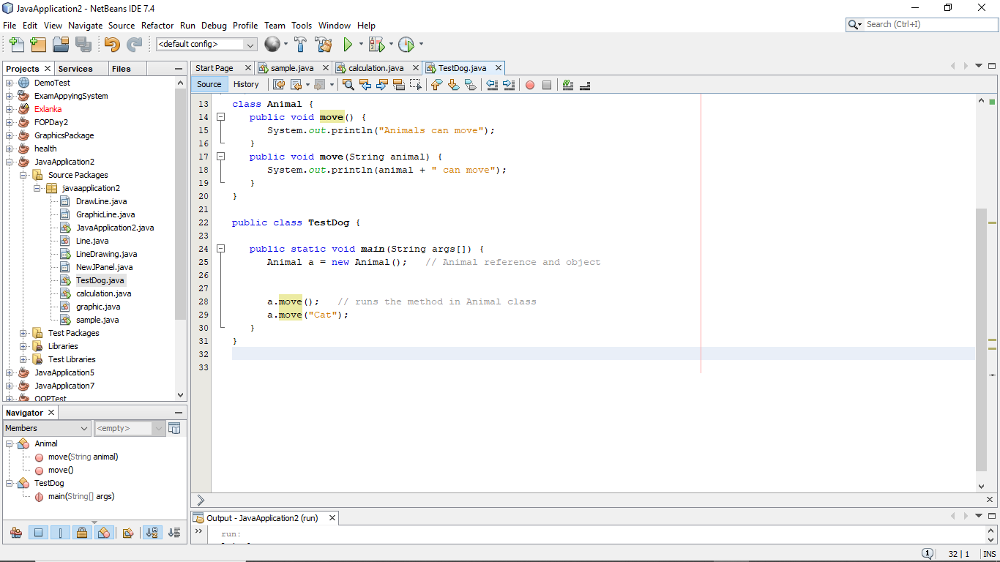 JavaApplication2 - NetBeans IDE 7.4
File Edit View Navigate Source Refactor Run Debug Profile Team Tools Window Help
Search (Ctrl+I)
<default config>
Projects Services Files
DemoTest
ExamAppyingSystem
Exlanka
FOPDay2
GraphicsPackage
health
JavaApplication2
Source Packages
javaapplication2
DrawLine.java
GraphicLine.java
JavaApplication2.java
Line.java
LineDrawing.java
NewJPanel.java
TestDog.java
calculation.java
graphic.java
sample.java
Test Packages
Libraries
Test Libraries
JavaApplication5
JavaApplication7
OOPTest
Navigator
Members <empty>
Animal
move(String animal)
move()
TestDog
main(String[] args)
Start Page sample.java calculation.java TestDog.java
Source History
13 class Animal {
14 public void move() {
15 System.out.println("Animals can move");
16 }
17 public void move(String animal) {
18 System.out.println(animal + " can move");
19 }
20 }
21
22 public class TestDog {
23
24 public static void main(String args[]) {
25 Animal a = new Animal(); // Animal reference and object
26
27
28 a.move(); // runs the method in Animal class
29 a.move("Cat");
30 }
31 }
32
33
Output - JavaApplication2 (run)
run:
1 32 | 1 INS